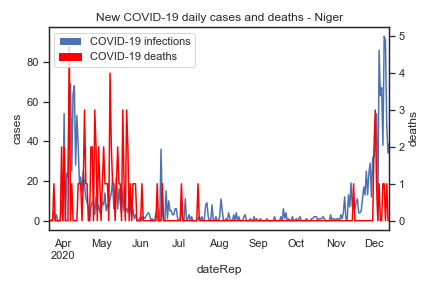 New COVID-19 daily cases and deaths - Niger
COVID-19 infections
COVID-19 deaths
80
60
40
20
0
cases
5
4
3
2
1
0
deaths
Apr
2020
May
Jun
Jul
Aug
Sep
Oct
Nov
Dec
dateRep